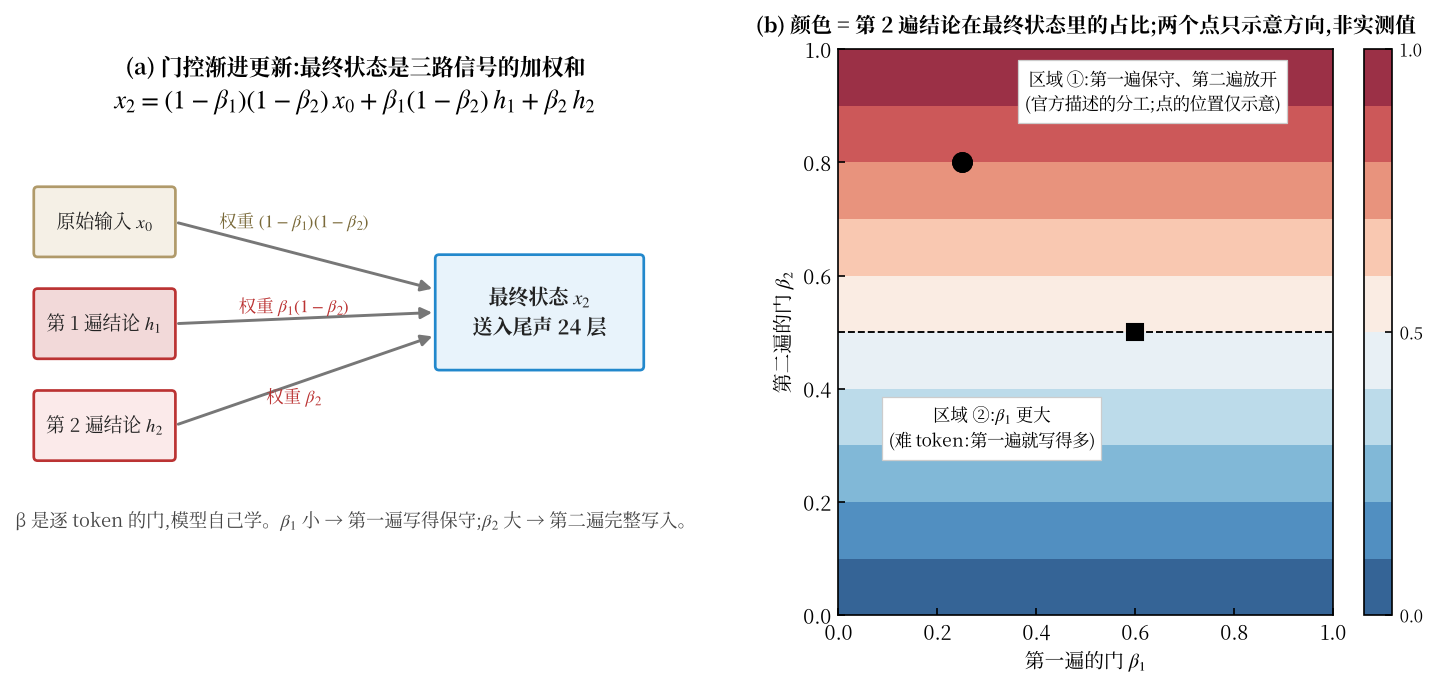 (a) 门控渐进更新:最终状态是三路信号的加权和
x₂ = (1 − β₁)(1 − β₂) x₀ + β₁(1 − β₂) h₁ + β₂ h₂
原始输入 x₀
权重 (1 − β₁)(1 − β₂)
第 1 遍结论 h₁
权重 β₁(1 − β₂)
第 2 遍结论 h₂
权重 β₂
最终状态 x₂
送入尾声 24 层
β 是逐 token 的门,模型自己学。β₁ 小 → 第一遍写得保守;β₂ 大 → 第二遍完整写入。
(b) 颜色 = 第 2 遍结论在最终状态里的占比;两个点只示意方向,非实测值
区域 ①:第一遍保守、第二遍放开
(官方描述的分工;点的位置仅示意)
区域 ②:β₁ 更大
(难 token:第一遍就写得多)
第二遍的门 β₂
1.0
0.8
0.6
0.4
0.2
0.0
0.0 0.2 0.4 0.6 0.8 1.0
第一遍的门 β₁
1.0
0.5
0.0